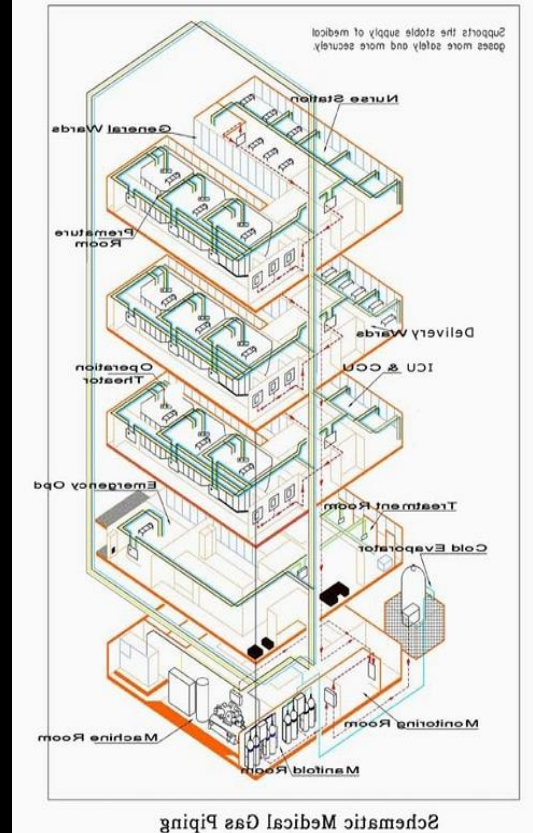 Supports the stable supply of medical
gases more safely and more securely.
Nurse Station
General Wards
Premature
Room
Delivery Wards
Operation
Theator
ICU & CCU
Emergency Opd
Treatment Room
Cold Evaporator
Monitoring Room
Machine Room
Manifold Room
Schematic Medical Gas Piping